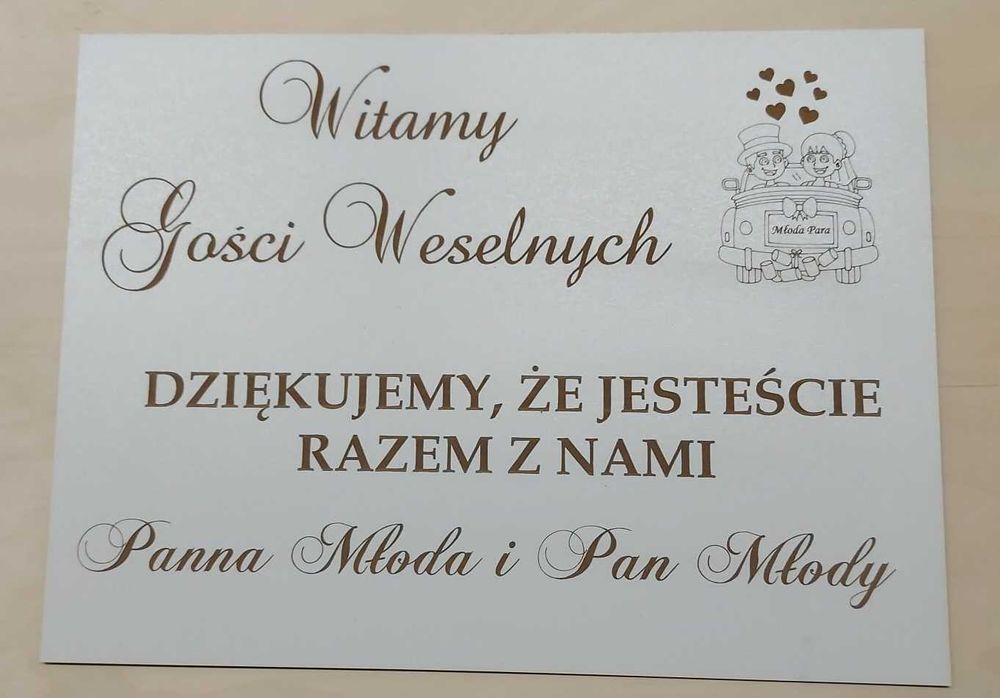 Witamy
Gości Weselnych
Młoda Para
DZIĘKUJEMY, ŻE JESTEŚCIE
RAZEM Z NAMI
Panna Młoda i Pan Młody